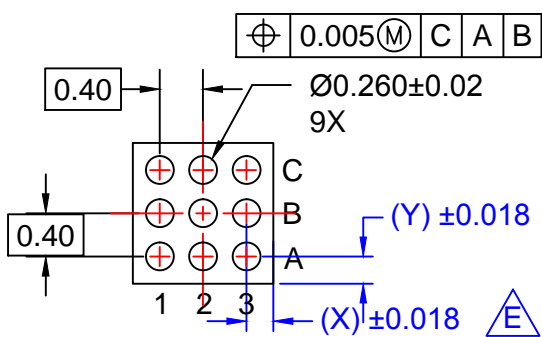 ⌖ 0.005Ⓜ C A B
0.40
Ø0.260±0.02
9X
C
B
A
0.40
(Y) ±0.018
1 2 3
(X) ±0.018
E